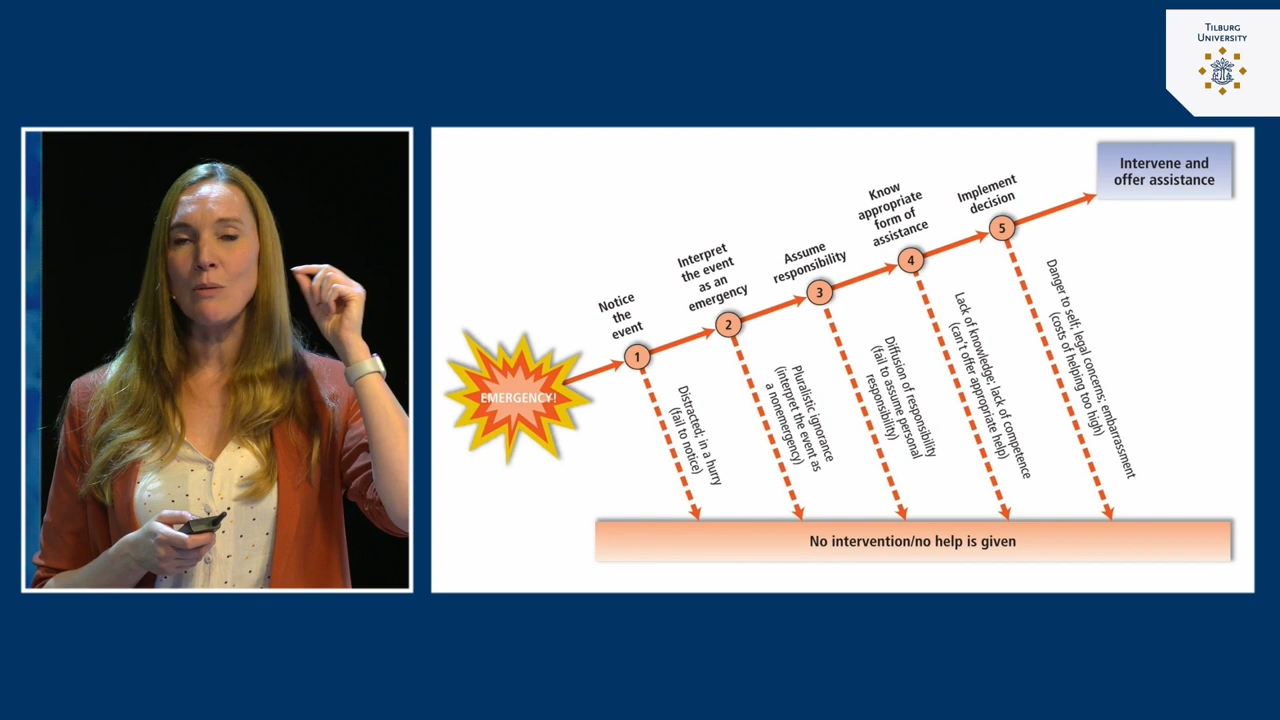 TILBURG
UNIVERSITY
Intervene and
offer assistance
Implement
decision
Know
appropriate
form of
assistance
Assume
responsibility
Interpret
the event
as an
emergency
Notice
the
event
1
2
3
4
5
EMERGENCY!
Distracted; in a hurry
(fail to notice)
Pluralistic ignorance
(interpret the event as
a nonemergency)
Diffusion of responsibility
(fail to assume personal
responsibility)
Lack of knowledge; lack of competence
(can't offer appropriate help)
Danger to self; legal concerns; embarrassment
(costs of helping too high)
No intervention/no help is given